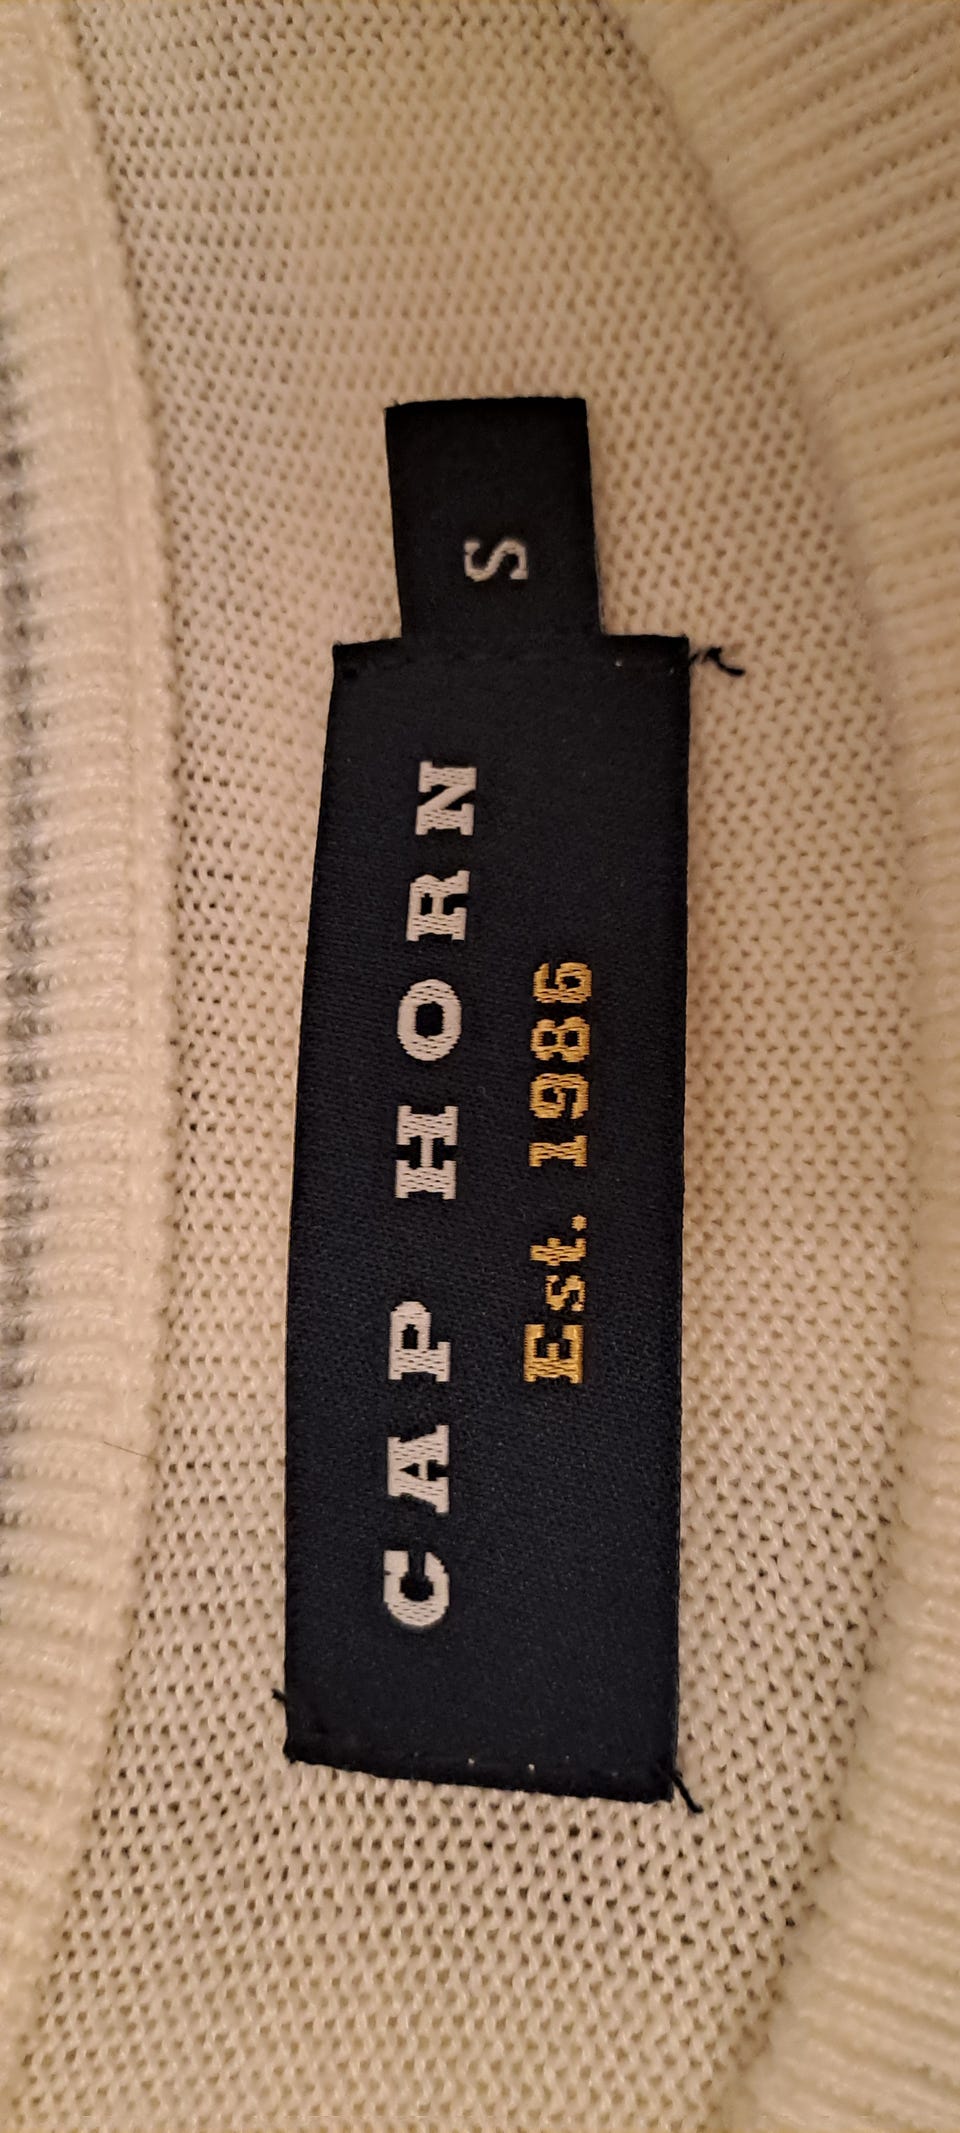 CAP HORN
Est. 1986
S